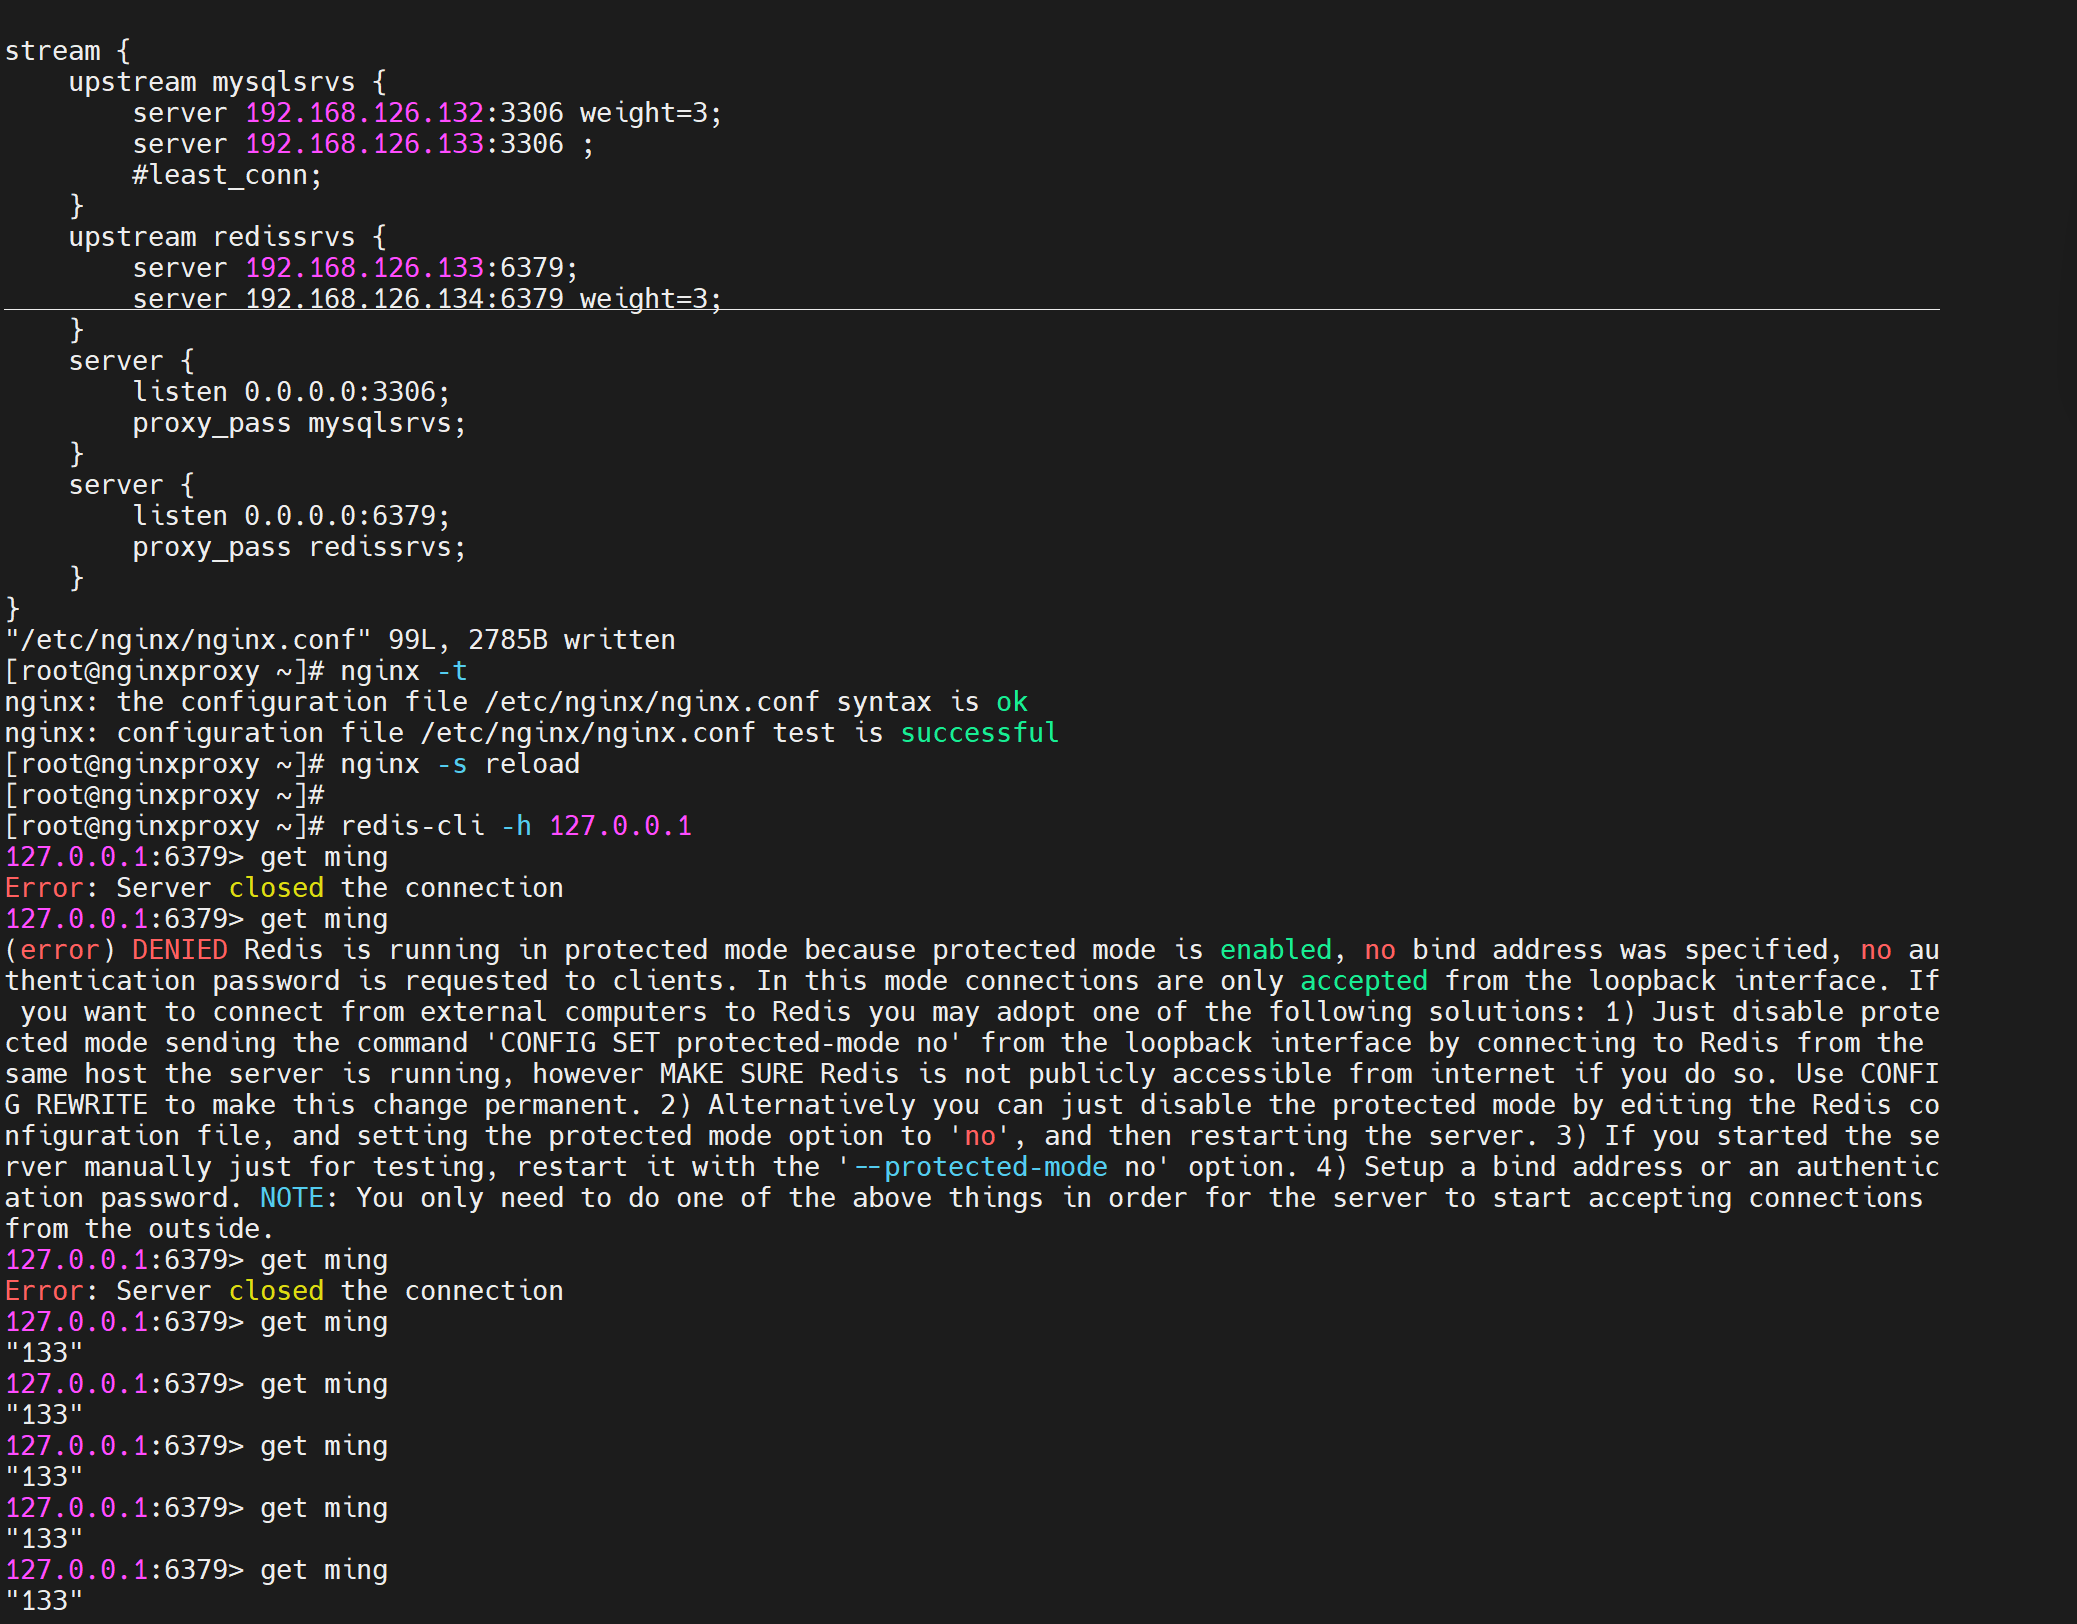 stream {
    upstream mysqlsrvs {
        server 192.168.126.132:3306 weight=3;
        server 192.168.126.133:3306 ;
        #least_conn;
    }
    upstream redissrvs {
        server 192.168.126.133:6379;
        server 192.168.126.134:6379 weight=3;
    }
    server {
        listen 0.0.0.0:3306;
        proxy_pass mysqlsrvs;
    }
    server {
        listen 0.0.0.0:6379;
        proxy_pass redissrvs;
    }
}
"/etc/nginx/nginx.conf" 99L, 2785B written
[root@nginxproxy ~]# nginx -t
nginx: the configuration file /etc/nginx/nginx.conf syntax is ok
nginx: configuration file /etc/nginx/nginx.conf test is successful
[root@nginxproxy ~]# nginx -s reload
[root@nginxproxy ~]#
[root@nginxproxy ~]# redis-cli -h 127.0.0.1
127.0.0.1:6379> get ming
Error: Server closed the connection
127.0.0.1:6379> get ming
(error) DENIED Redis is running in protected mode because protected mode is enabled, no bind address was specified, no au
thentication password is requested to clients. In this mode connections are only accepted from the loopback interface. If
 you want to connect from external computers to Redis you may adopt one of the following solutions: 1) Just disable prote
cted mode sending the command 'CONFIG SET protected-mode no' from the loopback interface by connecting to Redis from the
same host the server is running, however MAKE SURE Redis is not publicly accessible from internet if you do so. Use CONFI
G REWRITE to make this change permanent. 2) Alternatively you can just disable the protected mode by editing the Redis co
nfiguration file, and setting the protected mode option to 'no', and then restarting the server. 3) If you started the se
rver manually just for testing, restart it with the '--protected-mode no' option. 4) Setup a bind address or an authentic
ation password. NOTE: You only need to do one of the above things in order for the server to start accepting connections
from the outside.
127.0.0.1:6379> get ming
Error: Server closed the connection
127.0.0.1:6379> get ming
"133"
127.0.0.1:6379> get ming
"133"
127.0.0.1:6379> get ming
"133"
127.0.0.1:6379> get ming
"133"
127.0.0.1:6379> get ming
"133"